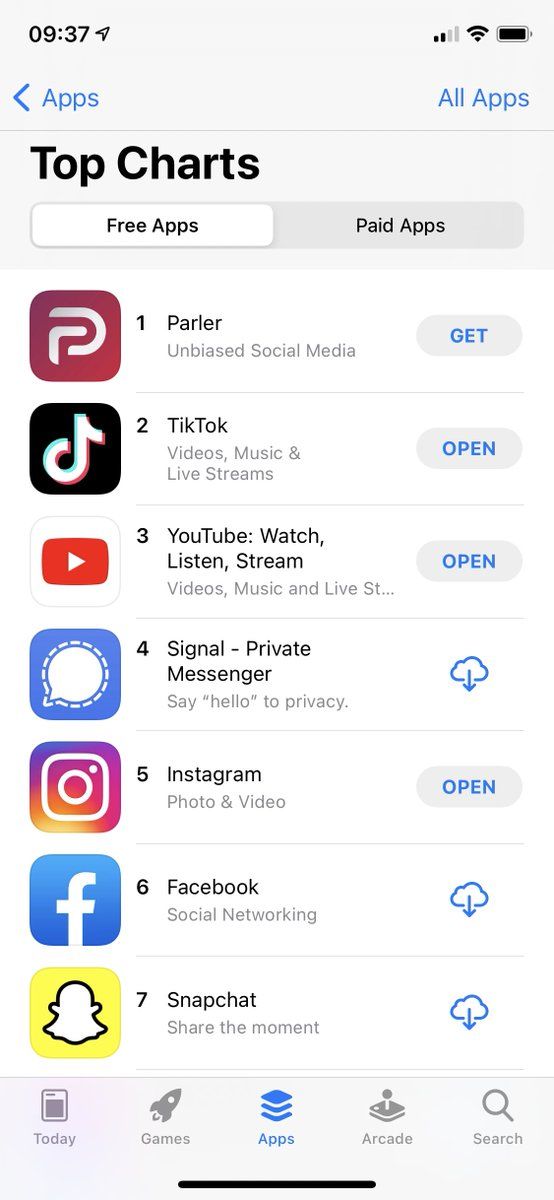 09:37
Apps
All Apps
Top Charts
Free Apps
Paid Apps
1
Parler
Unbiased Social Media
GET
2
TikTok
Videos, Music &
Live Streams
OPEN
3
YouTube: Watch,
Listen, Stream
Videos, Music and Live St...
OPEN
4
Signal - Private
Messenger
Say “hello” to privacy.
5
Instagram
Photo & Video
OPEN
6
Facebook
Social Networking
7
Snapchat
Share the moment
Today
Games
Apps
Arcade
Search